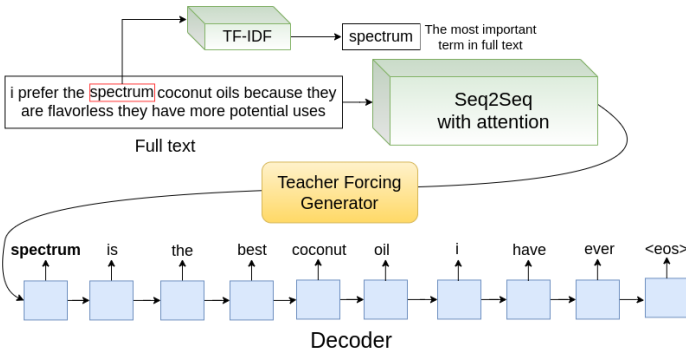 TF-IDF
spectrum
The most important
term in full text
i prefer the spectrum coconut oils because they
are flavorless they have more potential uses
Full text
Seq2Seq
with attention
Teacher Forcing
Generator
spectrum is the best coconut oil i have ever <eos>
Decoder